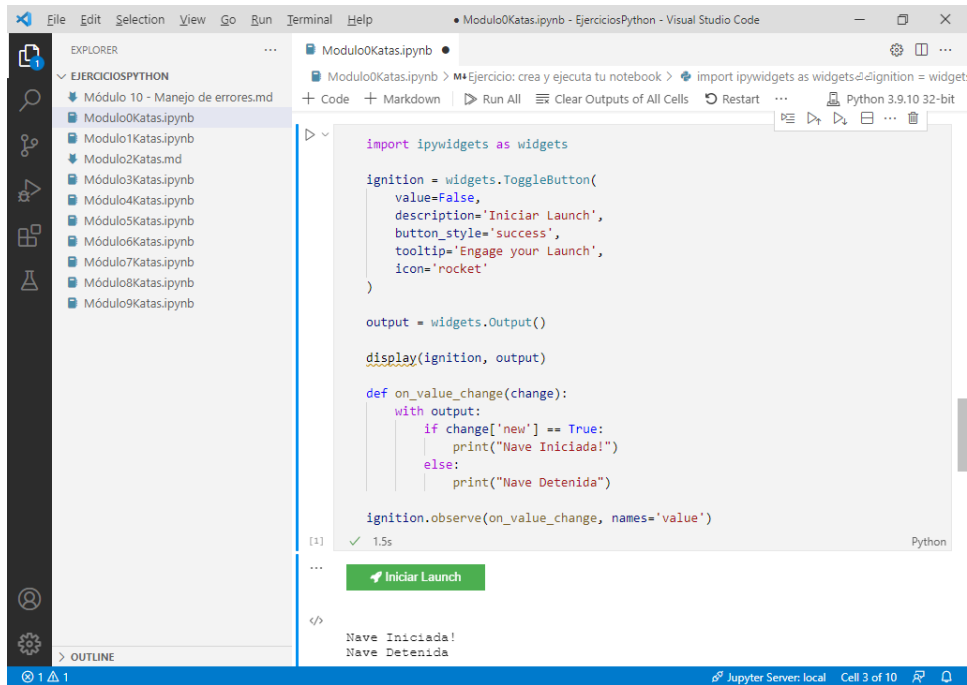 File Edit Selection View Go Run Terminal Help ● Modulo0Katas.ipynb - EjerciciosPython - Visual Studio Code
EXPLORER ...
EJERCICIOSPYTHON
Módulo 10 - Manejo de errores.md
Modulo0Katas.ipynb
Modulo1Katas.ipynb
Modulo2Katas.md
Módulo3Katas.ipynb
Módulo4Katas.ipynb
Módulo5Katas.ipynb
Módulo6Katas.ipynb
Módulo7Katas.ipynb
Módulo8Katas.ipynb
Módulo9Katas.ipynb
OUTLINE
1
Modulo0Katas.ipynb ●
Modulo0Katas.ipynb > M↓Ejercicio: crea y ejecuta tu notebook > import ipywidgets as widgets⏎⏎ignition = widget
+ Code + Markdown Run All Clear Outputs of All Cells Restart ... Python 3.9.10 32-bit
import ipywidgets as widgets
ignition = widgets.ToggleButton(
value=False,
description='Iniciar Launch',
button_style='success',
tooltip='Engage your Launch',
icon='rocket'
)
output = widgets.Output()
display(ignition, output)
def on_value_change(change):
with output:
if change['new'] == True:
print("Nave Iniciada!")
else:
print("Nave Detenida")
ignition.observe(on_value_change, names='value')
[1] ✓ 1.5s Python
...
Iniciar Launch
</>
Nave Iniciada!
Nave Detenida
1 1 Jupyter Server: local Cell 3 of 10